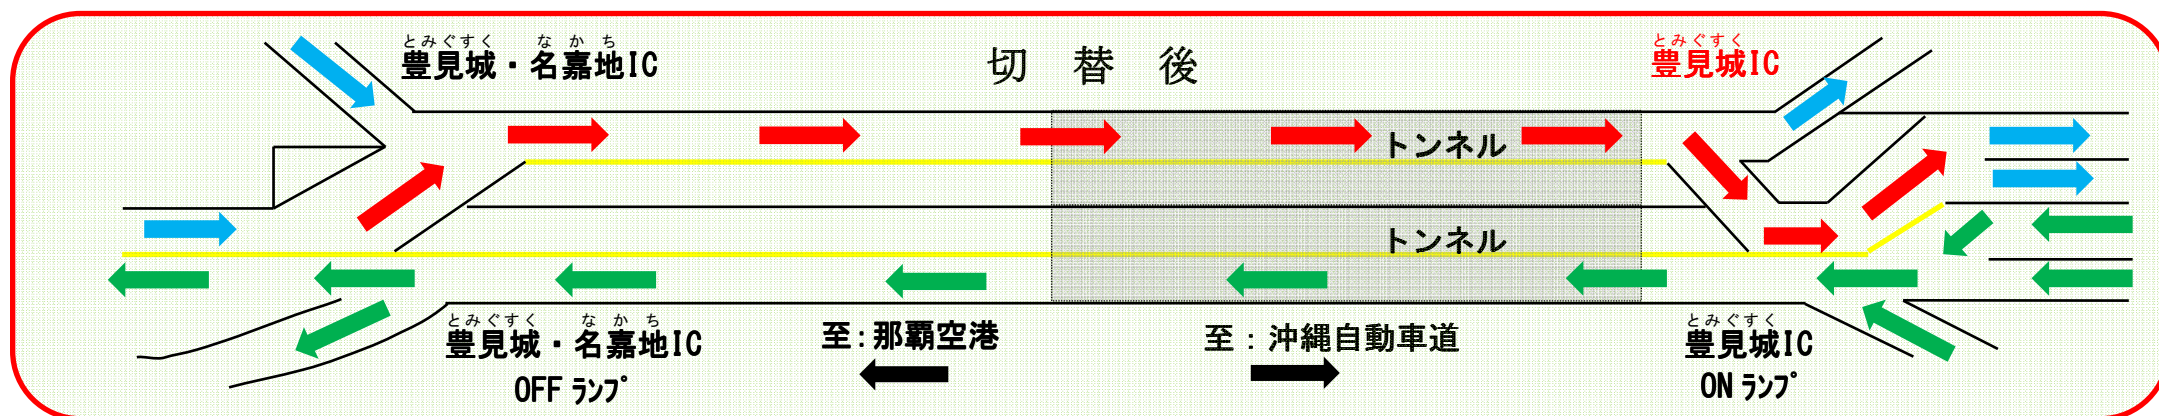 とみぐすく なかち
豊見城・名嘉地IC
切 替 後
とみぐすく
豊見城IC
トンネル
トンネル
とみぐすく なかち
豊見城・名嘉地IC
OFF ランプ
至:那覇空港
至:沖縄自動車道
とみぐすく
豊見城IC
ON ランプ